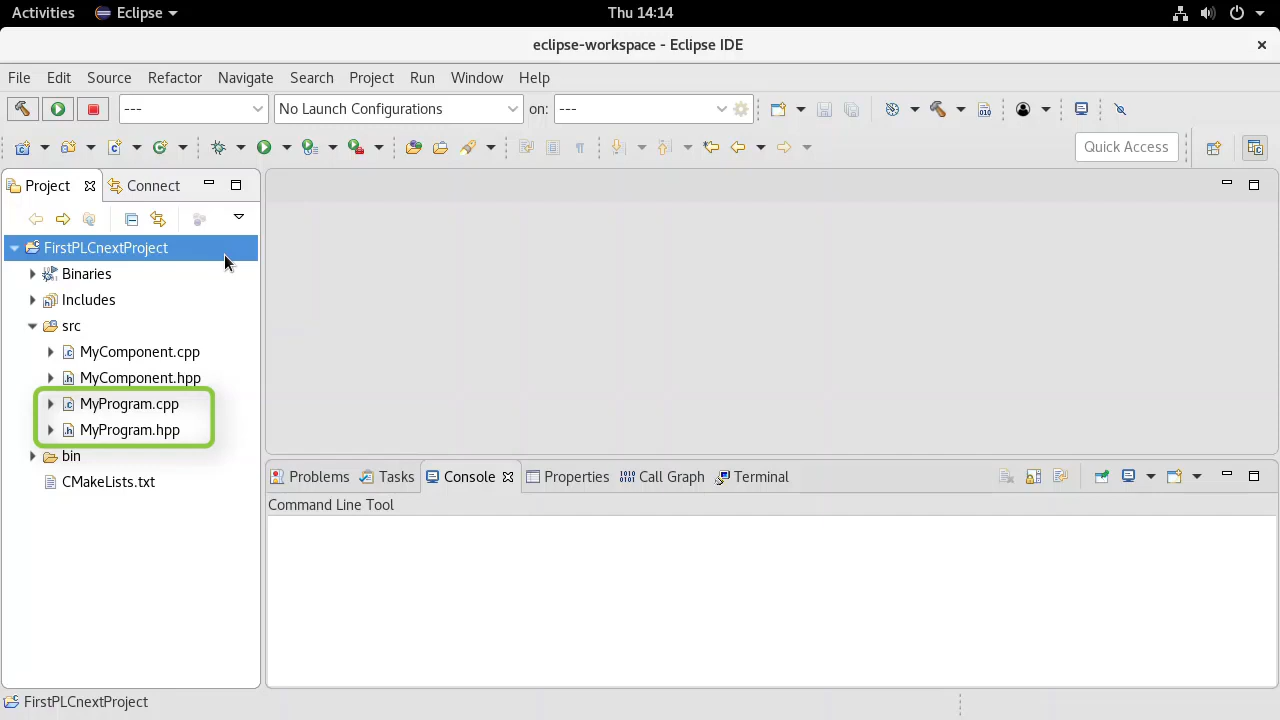 Activities Eclipse Thu 14:14
eclipse-workspace - Eclipse IDE
File Edit Source Refactor Navigate Search Project Run Window Help
--- No Launch Configurations on: ---
Quick Access
Project Connect
FirstPLCnextProject
Binaries
Includes
src
MyComponent.cpp
MyComponent.hpp
MyProgram.cpp
MyProgram.hpp
bin
CMakeLists.txt
Problems Tasks Console Properties Call Graph Terminal
Command Line Tool
FirstPLCnextProject